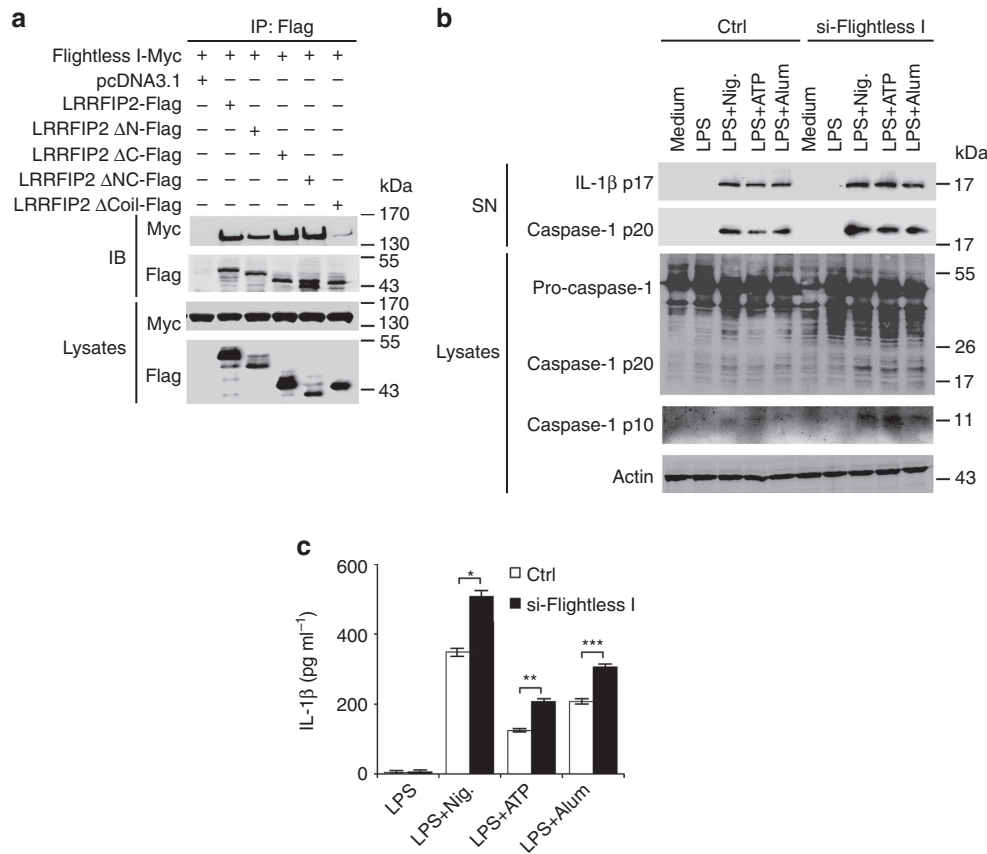 a
IP: Flag
Flightless I-Myc + + + + + +
pcDNA3.1 + – – – – –
LRRFIP2-Flag – + – – – –
LRRFIP2 ΔN-Flag – – + – – –
LRRFIP2 ΔC-Flag – – – + – –
LRRFIP2 ΔNC-Flag – – – – + –
LRRFIP2 ΔCoil-Flag – – – – – +
kDa
IB
Myc
170
130
Flag
55
43
Lysates
Myc
170
130
Flag
55
43
b
Ctrl si-Flightless I
Medium LPS LPS+Nig. LPS+ATP LPS+Alum Medium LPS LPS+Nig. LPS+ATP LPS+Alum
kDa
SN
IL-1β p17 17
Caspase-1 p20 17
Lysates
Pro-caspase-1 55
26
Caspase-1 p20
17
Caspase-1 p10 11
Actin 43
c
IL-1β (pg ml⁻¹)
600
400
200
0
Ctrl
si-Flightless I
*
**
***
LPS LPS+Nig. LPS+ATP LPS+Alum